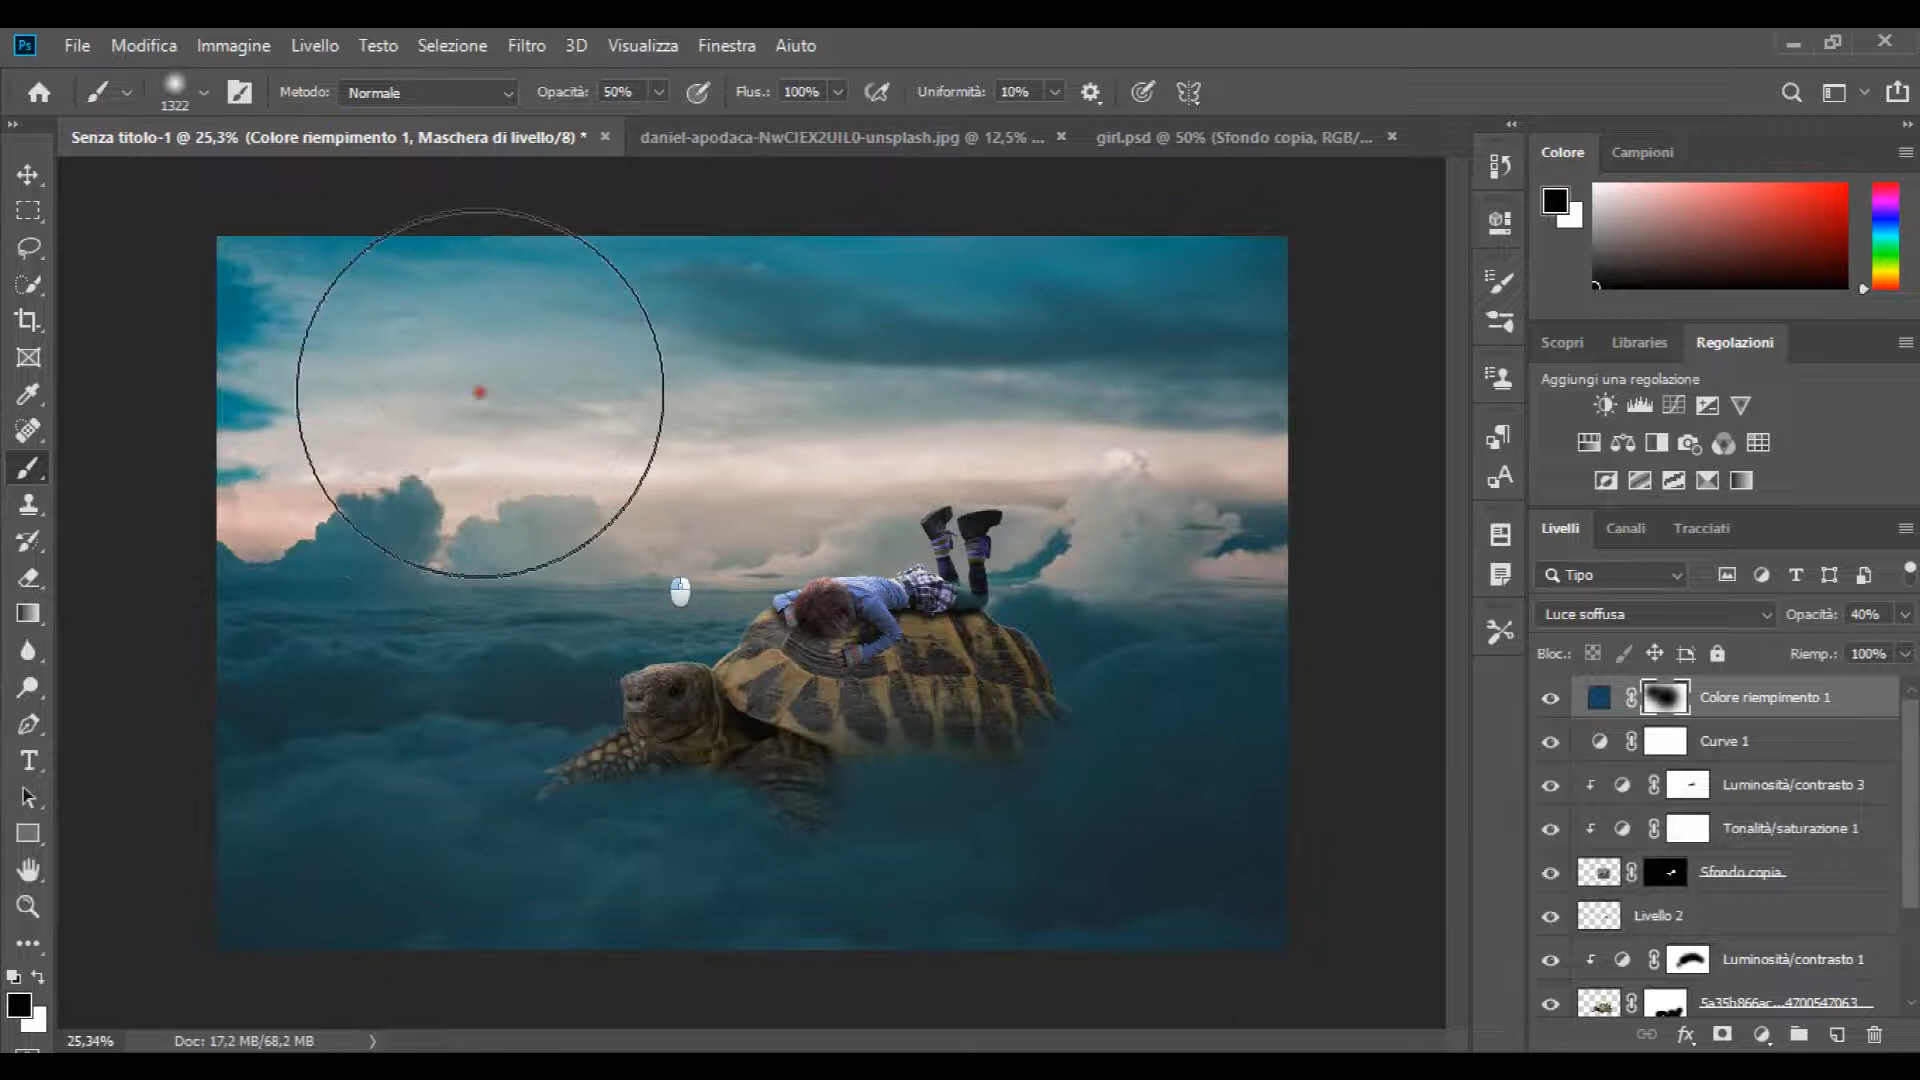 Ps File Modifica Immagine Livello Testo Selezione Filtro 3D Visualizza Finestra Aiuto
1322 Metodo: Normale Opacità: 50% Flus.: 100% Uniformità: 10%
Senza titolo-1 @ 25,3% (Colore riempimento 1, Maschera di livello/8) * daniel-apodaca-NwCIEX2UIL0-unsplash.jpg @ 12,5% ... girl.psd @ 50% (Sfondo copia, RGB/...
Colore Campioni
Scopri Libraries Regolazioni
Aggiungi una regolazione
Livelli Canali Tracciati
Tipo
Luce soffusa Opacità: 40%
Bloc.: Riemp.: 100%
Colore riempimento 1
Curve 1
Luminosità/contrasto 3
Tonalità/saturazione 1
Sfondo copia
Livello 2
Luminosità/contrasto 1
5a35b866ac...4700547063
25,34% Doc: 17,2 MB/68,2 MB